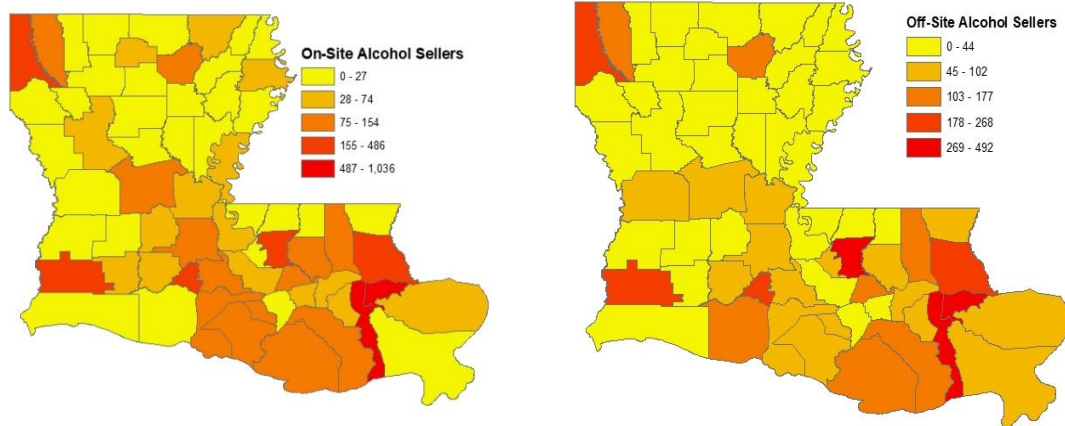 On-Site Alcohol Sellers
0 - 27
28 - 74
75 - 154
155 - 486
487 - 1,036
Off-Site Alcohol Sellers
0 - 44
45 - 102
103 - 177
178 - 268
269 - 492